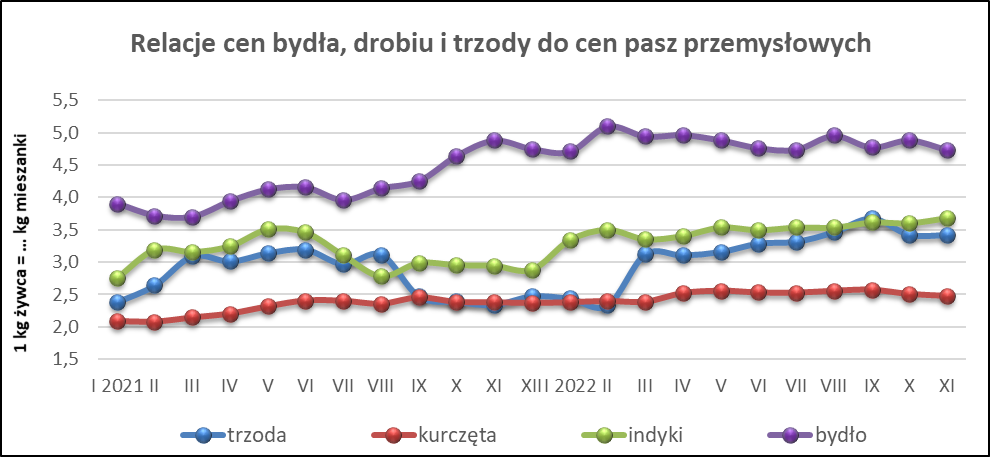 Relacje cen bydła, drobiu i trzody do cen pasz przemysłowych
1 kg żywca = ... kg mieszanki
5,5
5,0
4,5
4,0
3,5
3,0
2,5
2,0
1,5
I 2021 II III IV V VI VII VIII IX X XI XII I 2022 II III IV V VI VII VIII IX X XI
trzoda kurczęta indyki bydło